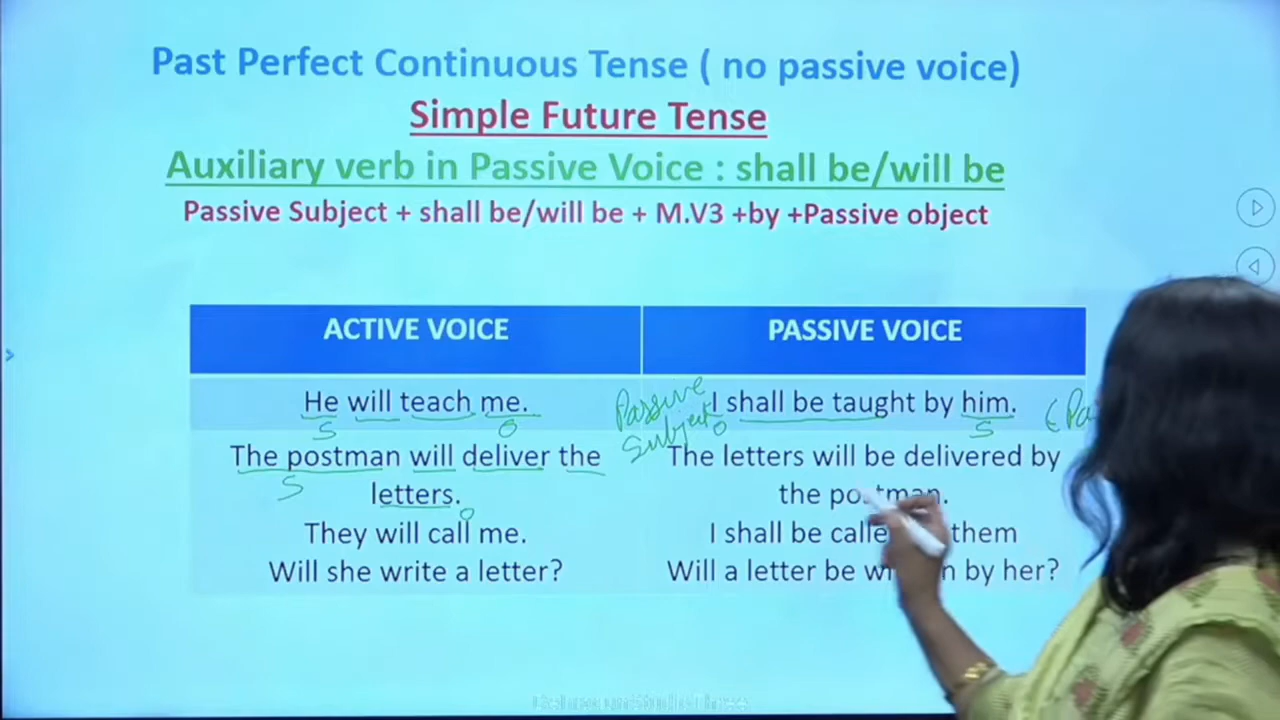 Past Perfect Continuous Tense ( no passive voice)
Simple Future Tense
Auxiliary verb in Passive Voice : shall be/will be
Passive Subject + shall be/will be + M.V3 +by +Passive object
ACTIVE VOICE
PASSIVE VOICE
He will teach me.
S
O
Passive
Subject
I shall be taught by him.
O
S
(Pa
The postman will deliver the
letters.
S
O
The letters will be delivered by
the postman.
They will call me.
I shall be calle them
Will she write a letter?
Will a letter be w n by her?